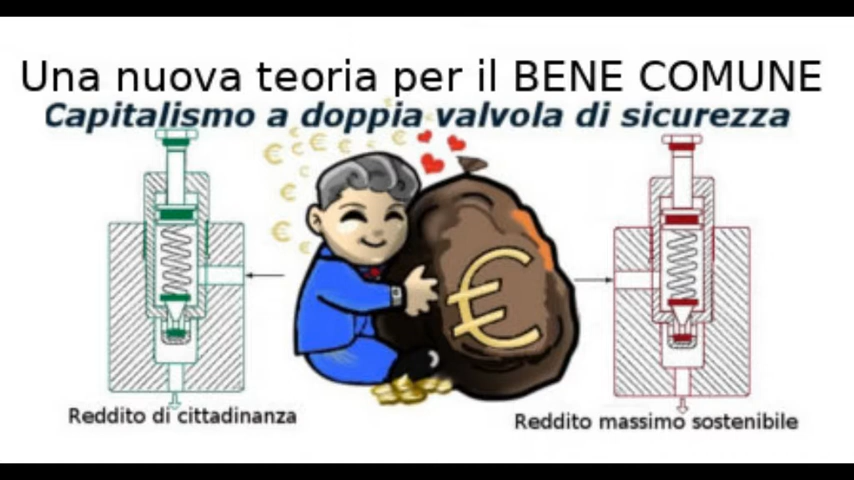 Una nuova teoria per il BENE COMUNE
Capitalismo a doppia valvola di sicurezza
€
Reddito di cittadinanza
Reddito massimo sostenibile